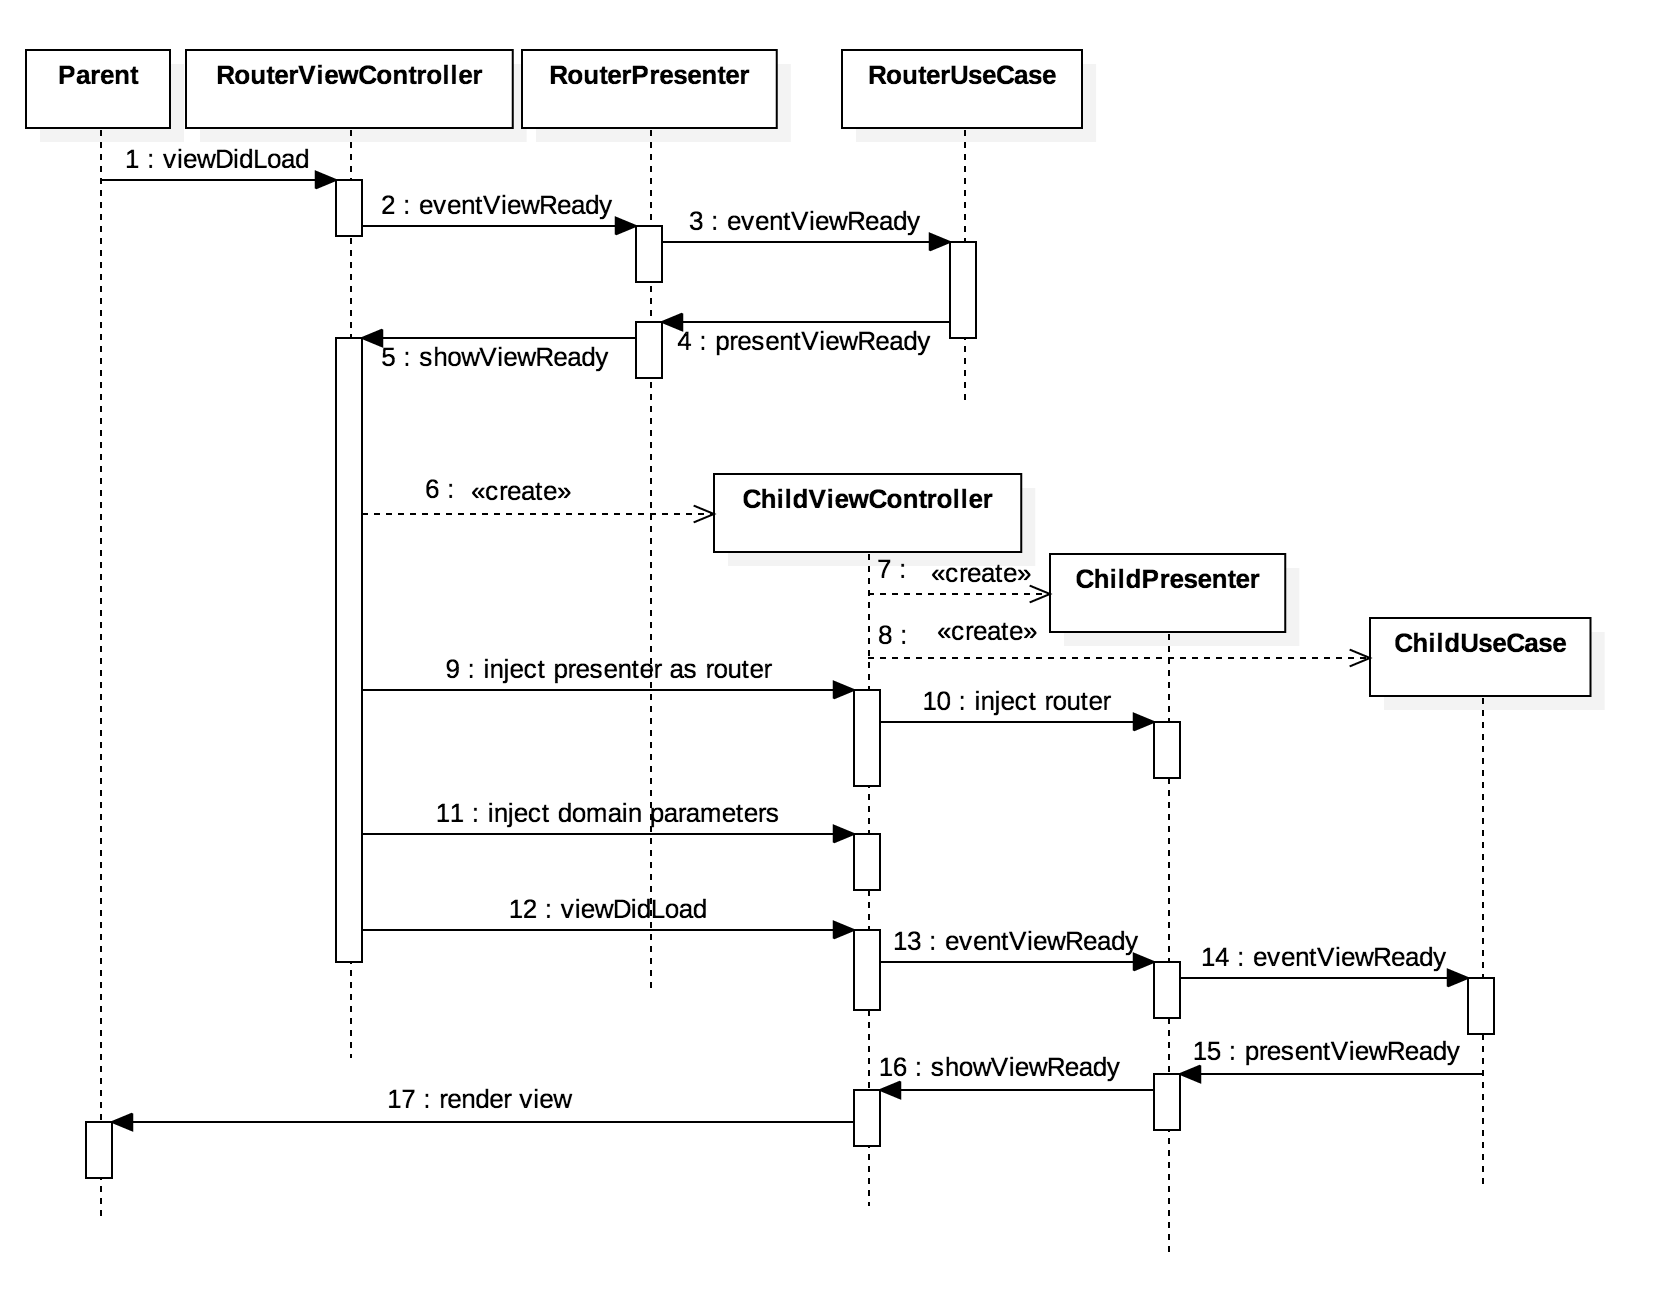 Parent
RouterViewController
RouterPresenter
RouterUseCase
1 : viewDidLoad
2 : eventViewReady
3 : eventViewReady
4 : presentViewReady
5 : showViewReady
6 : «create»
ChildViewController
7 : «create»
ChildPresenter
8 : «create»
ChildUseCase
9 : inject presenter as router
10 : inject router
11 : inject domain parameters
12 : viewDidLoad
13 : eventViewReady
14 : eventViewReady
15 : presentViewReady
16 : showViewReady
17 : render view